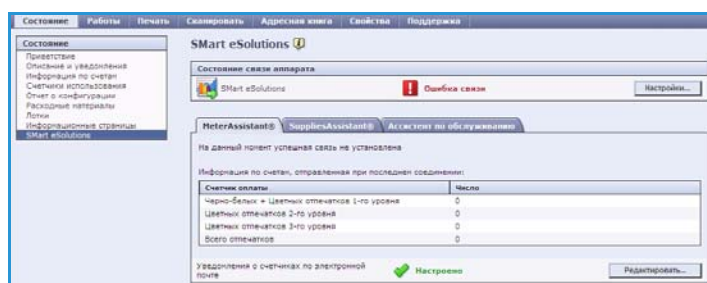 Состояние Работы Печать Сканировать Адресная книга Свойства Поддержка
Состояние
Приветствие
Описание и уведомления
Информация по счетам
Счетчики использования
Отчет о конфигурации
Расходные материалы
Лотки
Информационные страницы
SMart eSolutions
SMart eSolutions
Состояние связи аппарата
SMart eSolutions Ошибка связи Настройки...
MeterAssistant® SuppliesAssistant® Ассистент по обслуживанию
На данный момент успешная связь не установлена
Информация по счетам, отправленная при последнем соединении:
Счетчик оплаты Число
Черно-белых + Цветных отпечатков 1-го уровня 0
Цветных отпечатков 2-го уровня 0
Цветных отпечатков 3-го уровня 0
Всего отпечатков 0
Уведомления о счетчиках по электронной
почте Настроено Редактировать...